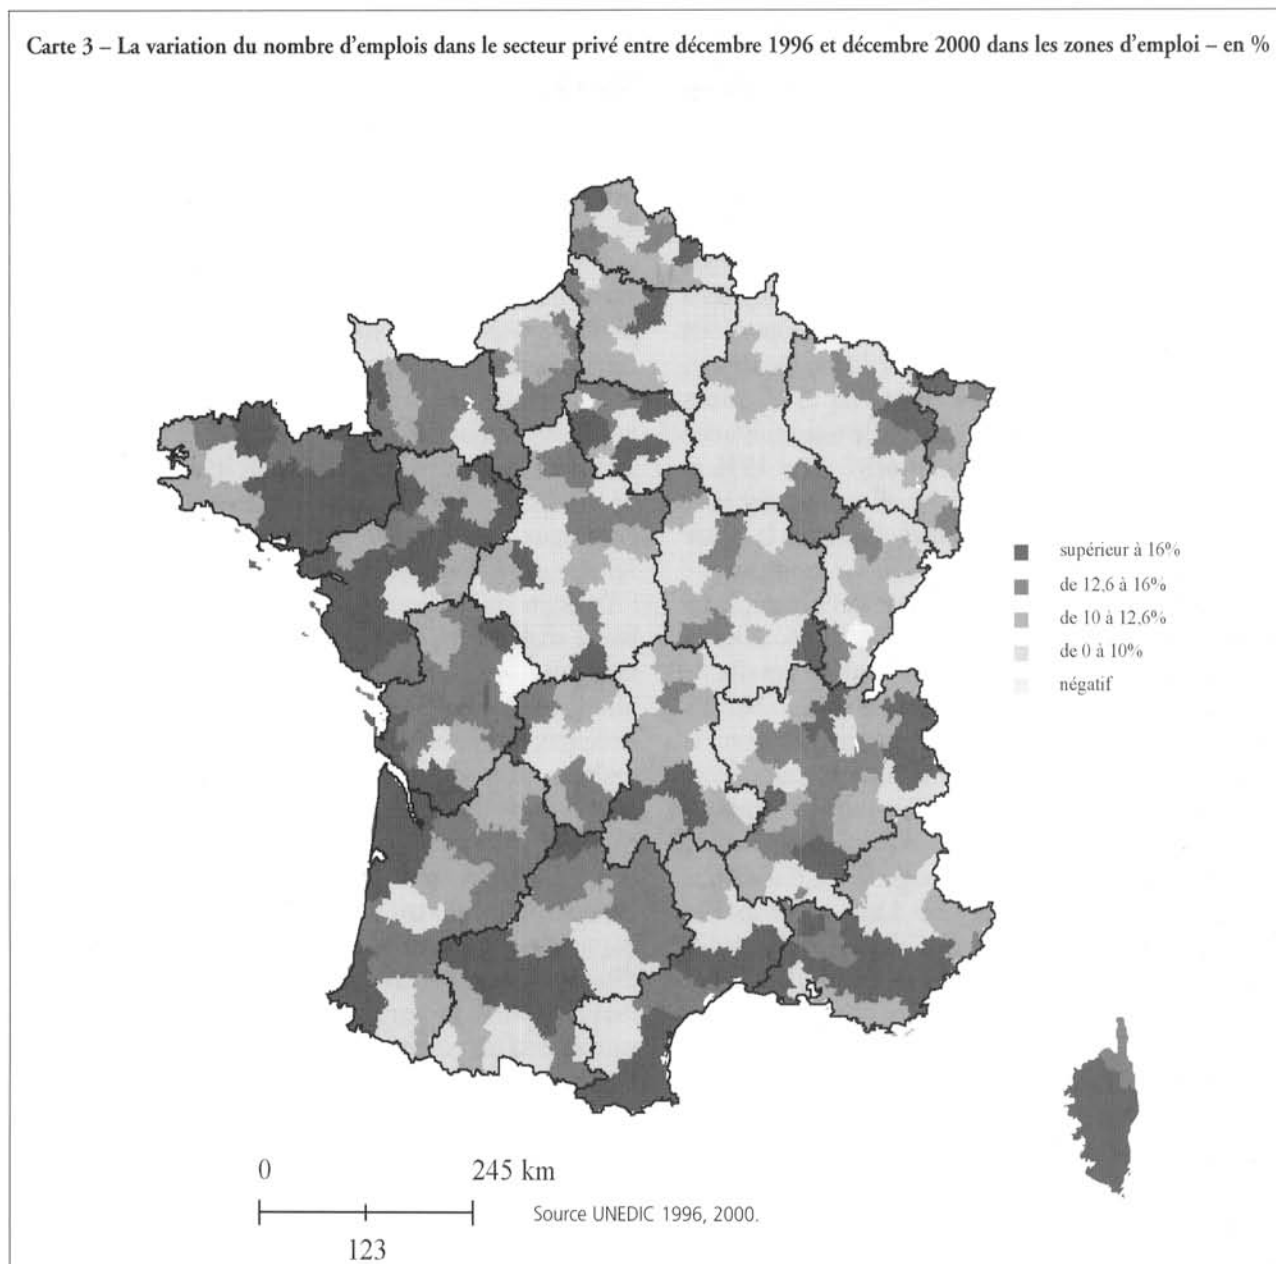 Carte 3 – La variation du nombre d'emplois dans le secteur privé entre décembre 1996 et décembre 2000 dans les zones d'emploi – en %
supérieur à 16%
de 12,6 à 16%
de 10 à 12,6%
de 0 à 10%
négatif
0 245 km
123
Source UNEDIC 1996, 2000.